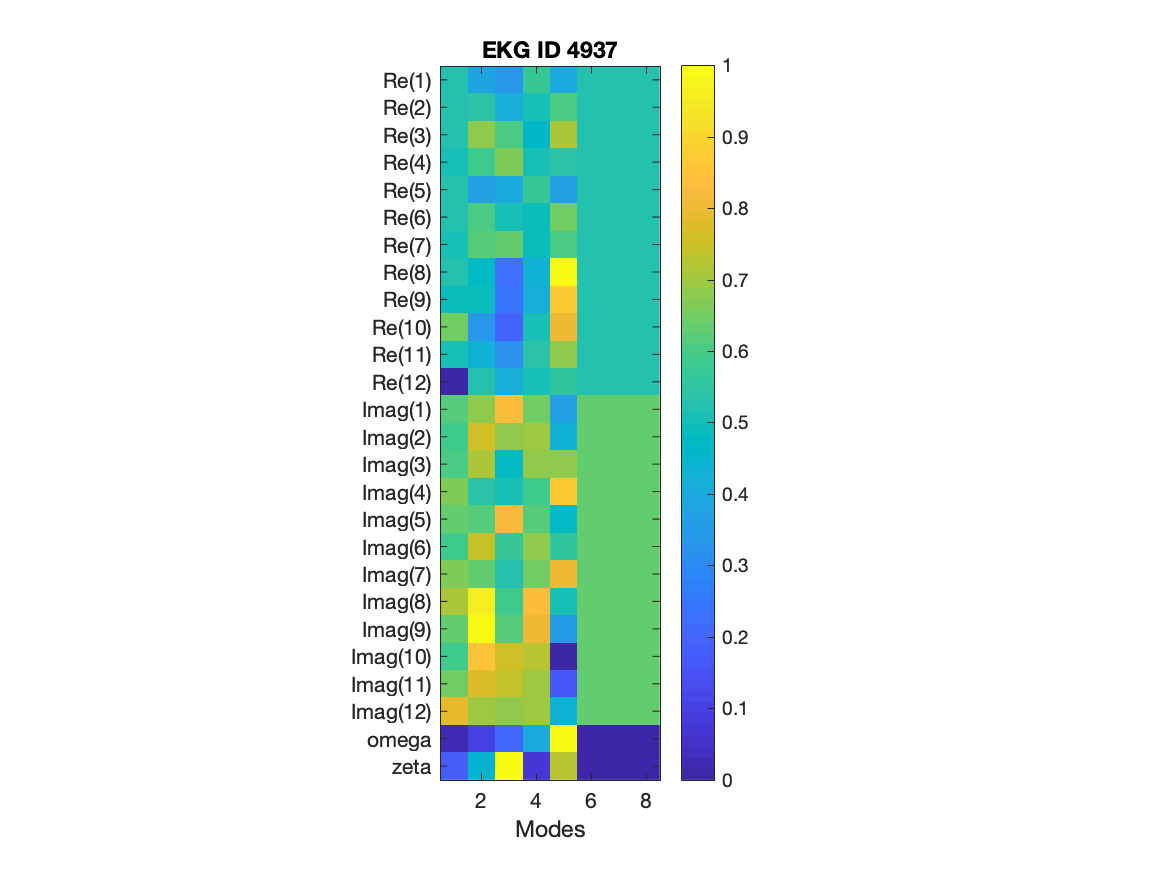 EKG ID 4937
Re(1)
Re(2)
Re(3)
Re(4)
Re(5)
Re(6)
Re(7)
Re(8)
Re(9)
Re(10)
Re(11)
Re(12)
Imag(1)
Imag(2)
Imag(3)
Imag(4)
Imag(5)
Imag(6)
Imag(7)
Imag(8)
Imag(9)
Imag(10)
Imag(11)
Imag(12)
omega
zeta
2 4 6 8
Modes
1
0.9
0.8
0.7
0.6
0.5
0.4
0.3
0.2
0.1
0